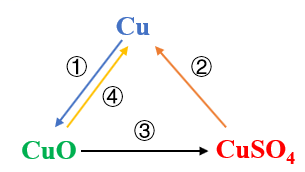 Cu
① ②
④
③
CuO CuSO₄